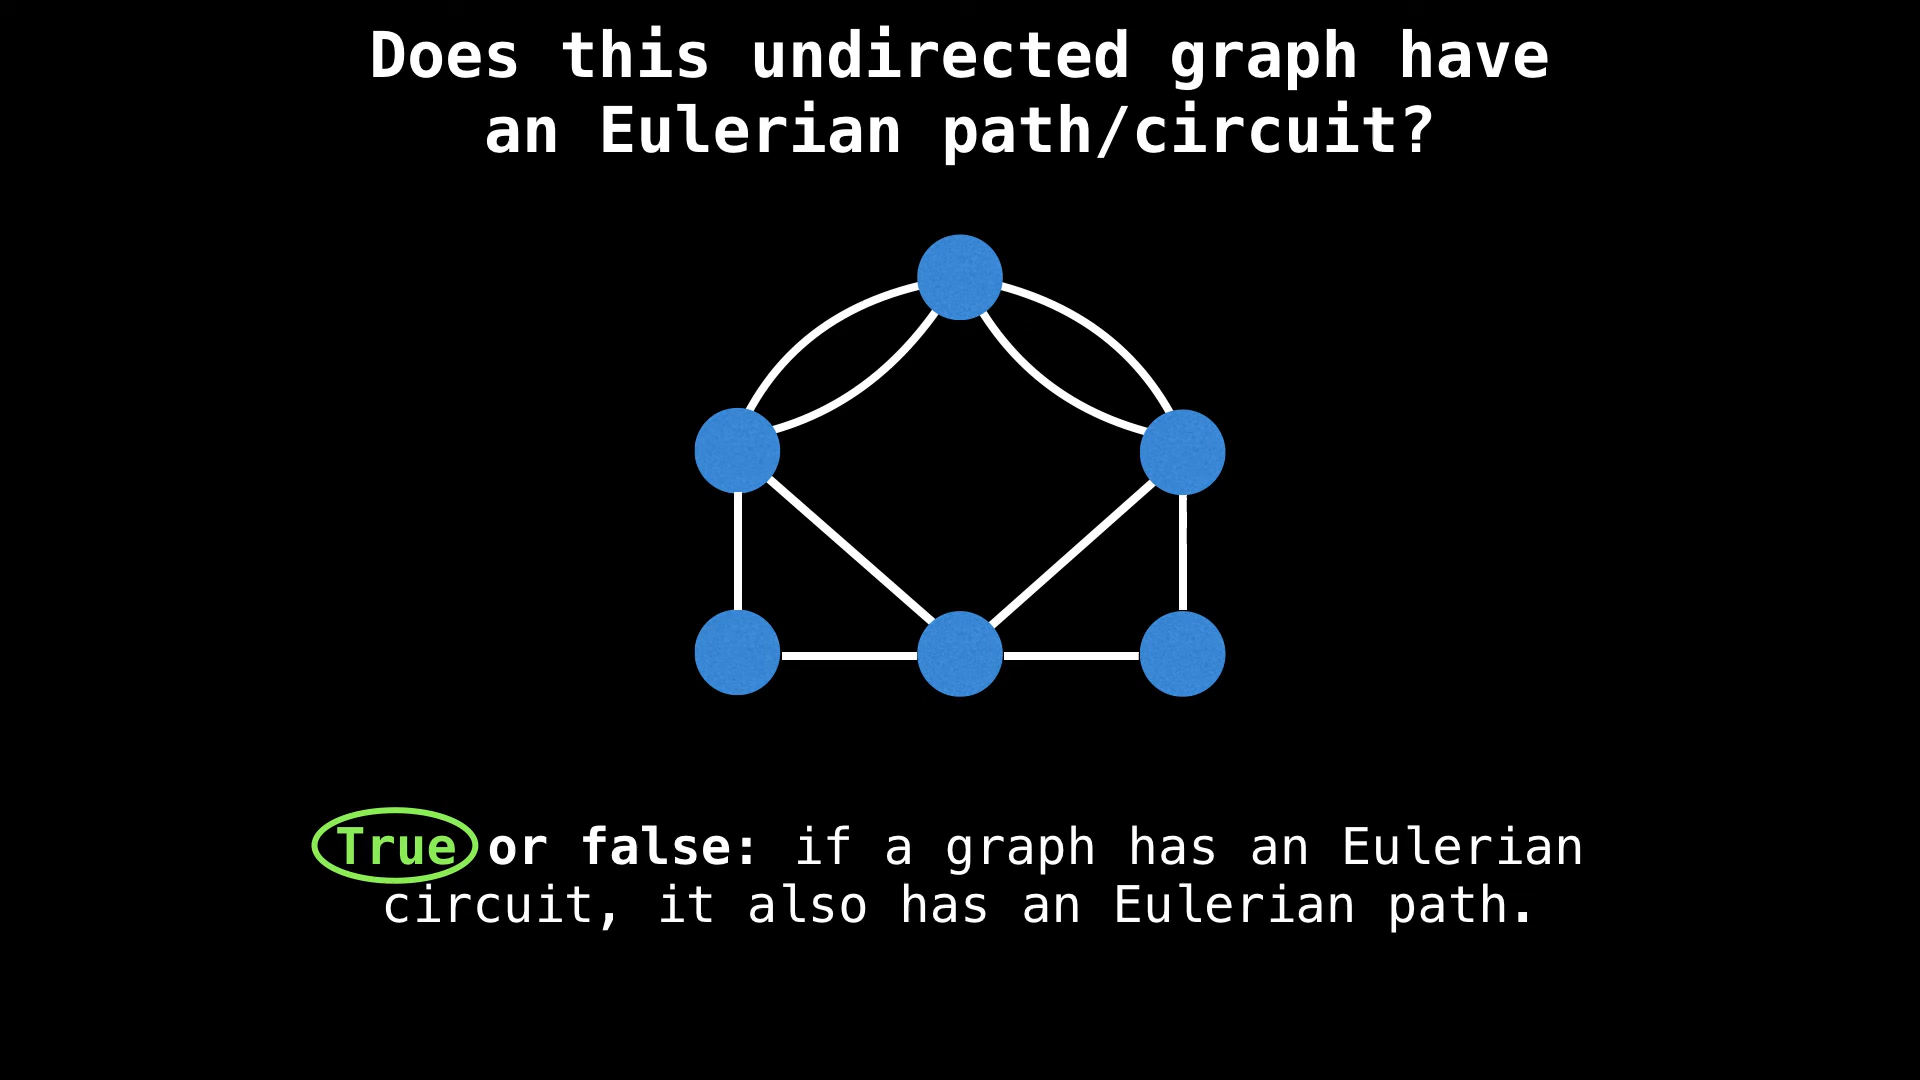 Does this undirected graph have
an Eulerian path/circuit?
True or false: if a graph has an Eulerian
circuit, it also has an Eulerian path.